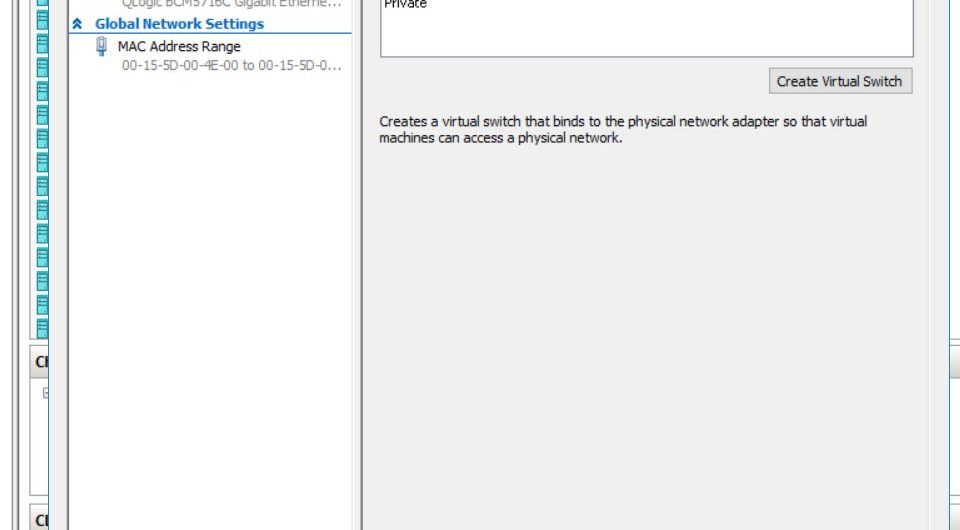 QLogic BCM5716C Gigabit Etherne...
Private
Global Network Settings
MAC Address Range
00-15-5D-00-4E-00 to 00-15-5D-0...
Create Virtual Switch
Creates a virtual switch that binds to the physical network adapter so that virtual
machines can access a physical network.